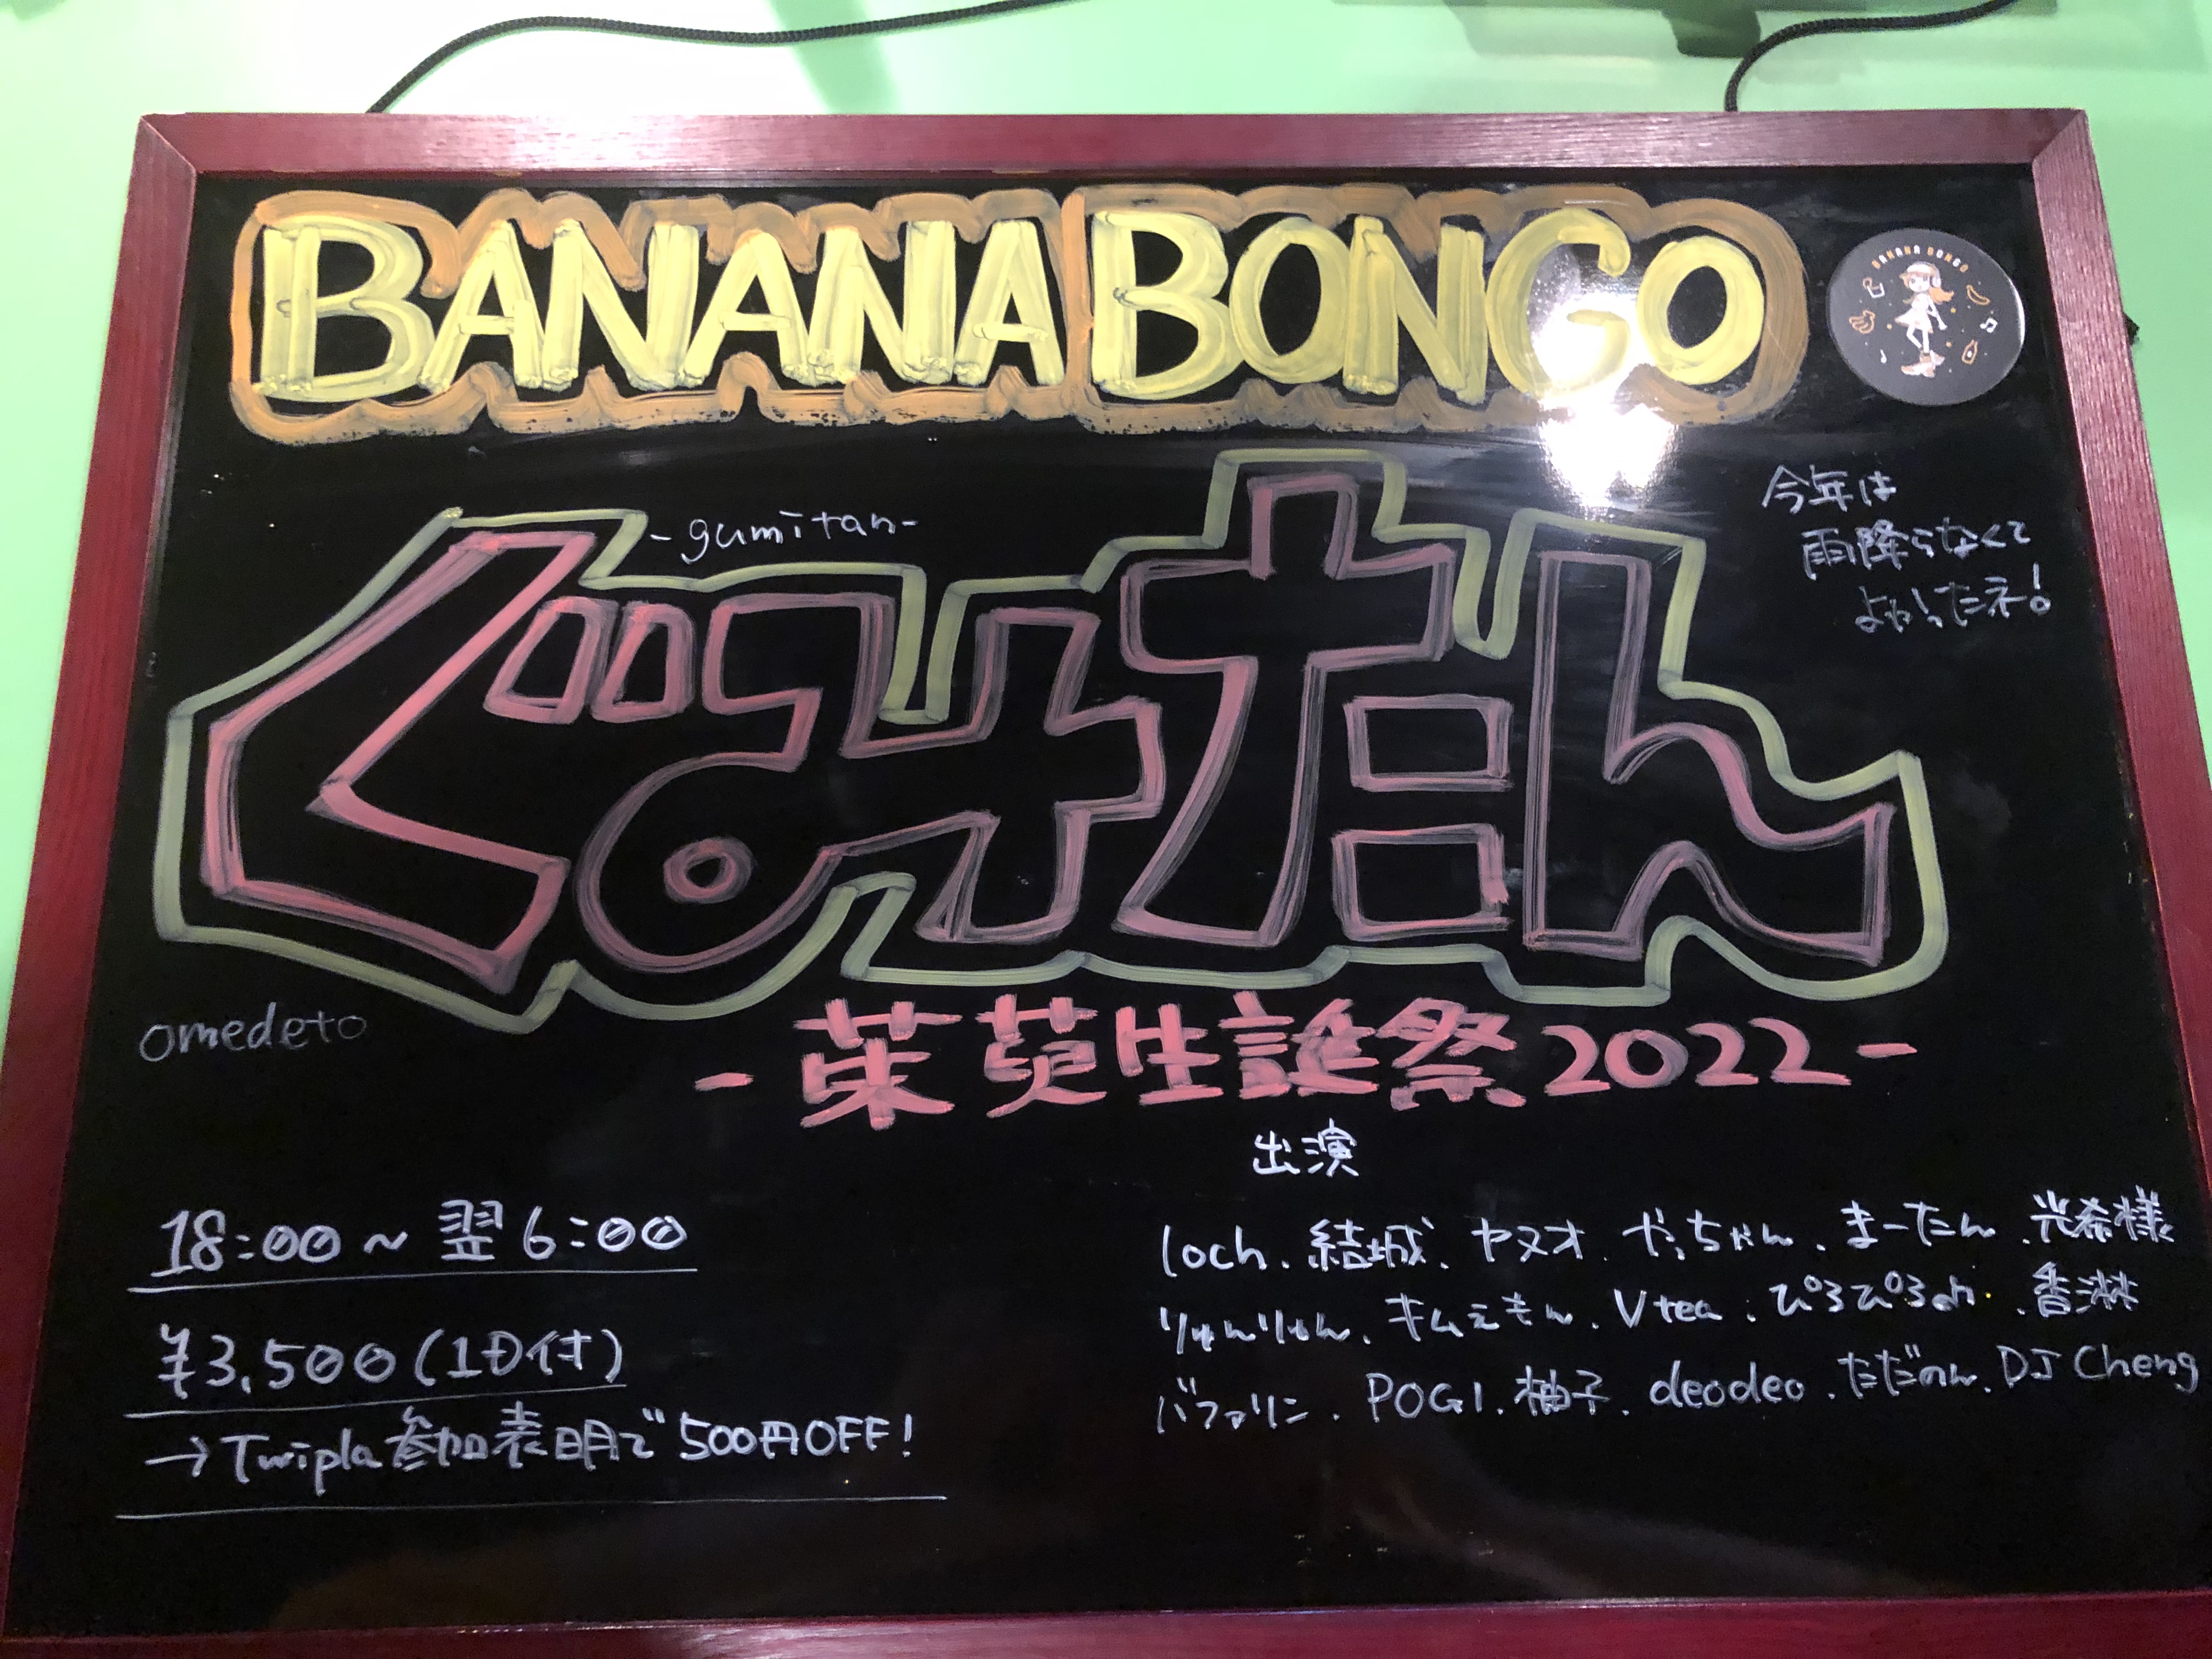 BANANA BONGO
BANANA BONGO
今年は
雨降らなくて
よかったネ!
-gumitan-
ぐみたん
omedeto
-茱萸生誕祭2022-
出演
18:00~翌6:00
¥3,500(1D付)
→Twipla参加表明で500円OFF!
loch、結城、ヤヌオ、やっちゃん、まーたん、光希様
りゅんりゅん、キムえもん、Vtea、ぴろぴろ、香淋
バファリン、POGI、柚子、deodeo、ただのん、DJ Cheng